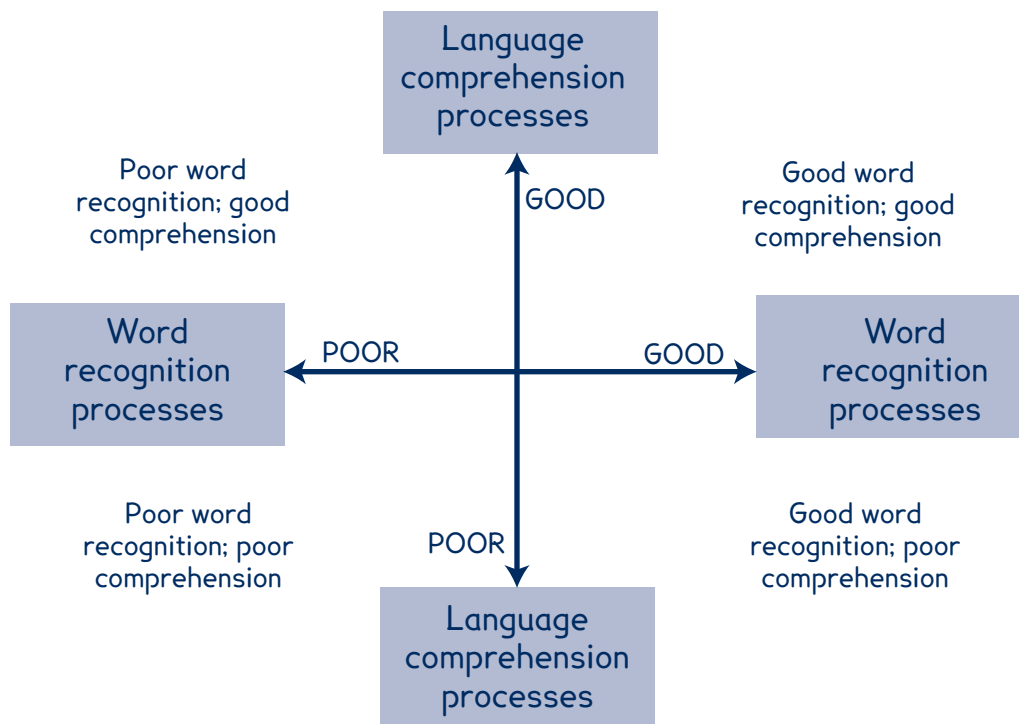 Language
comprehension
processes
Poor word
recognition; good
comprehension
GOOD
Good word
recognition; good
comprehension
Word
recognition
processes
POOR
GOOD
Word
recognition
processes
Poor word
recognition; poor
comprehension
POOR
Good word
recognition; poor
comprehension
Language
comprehension
processes